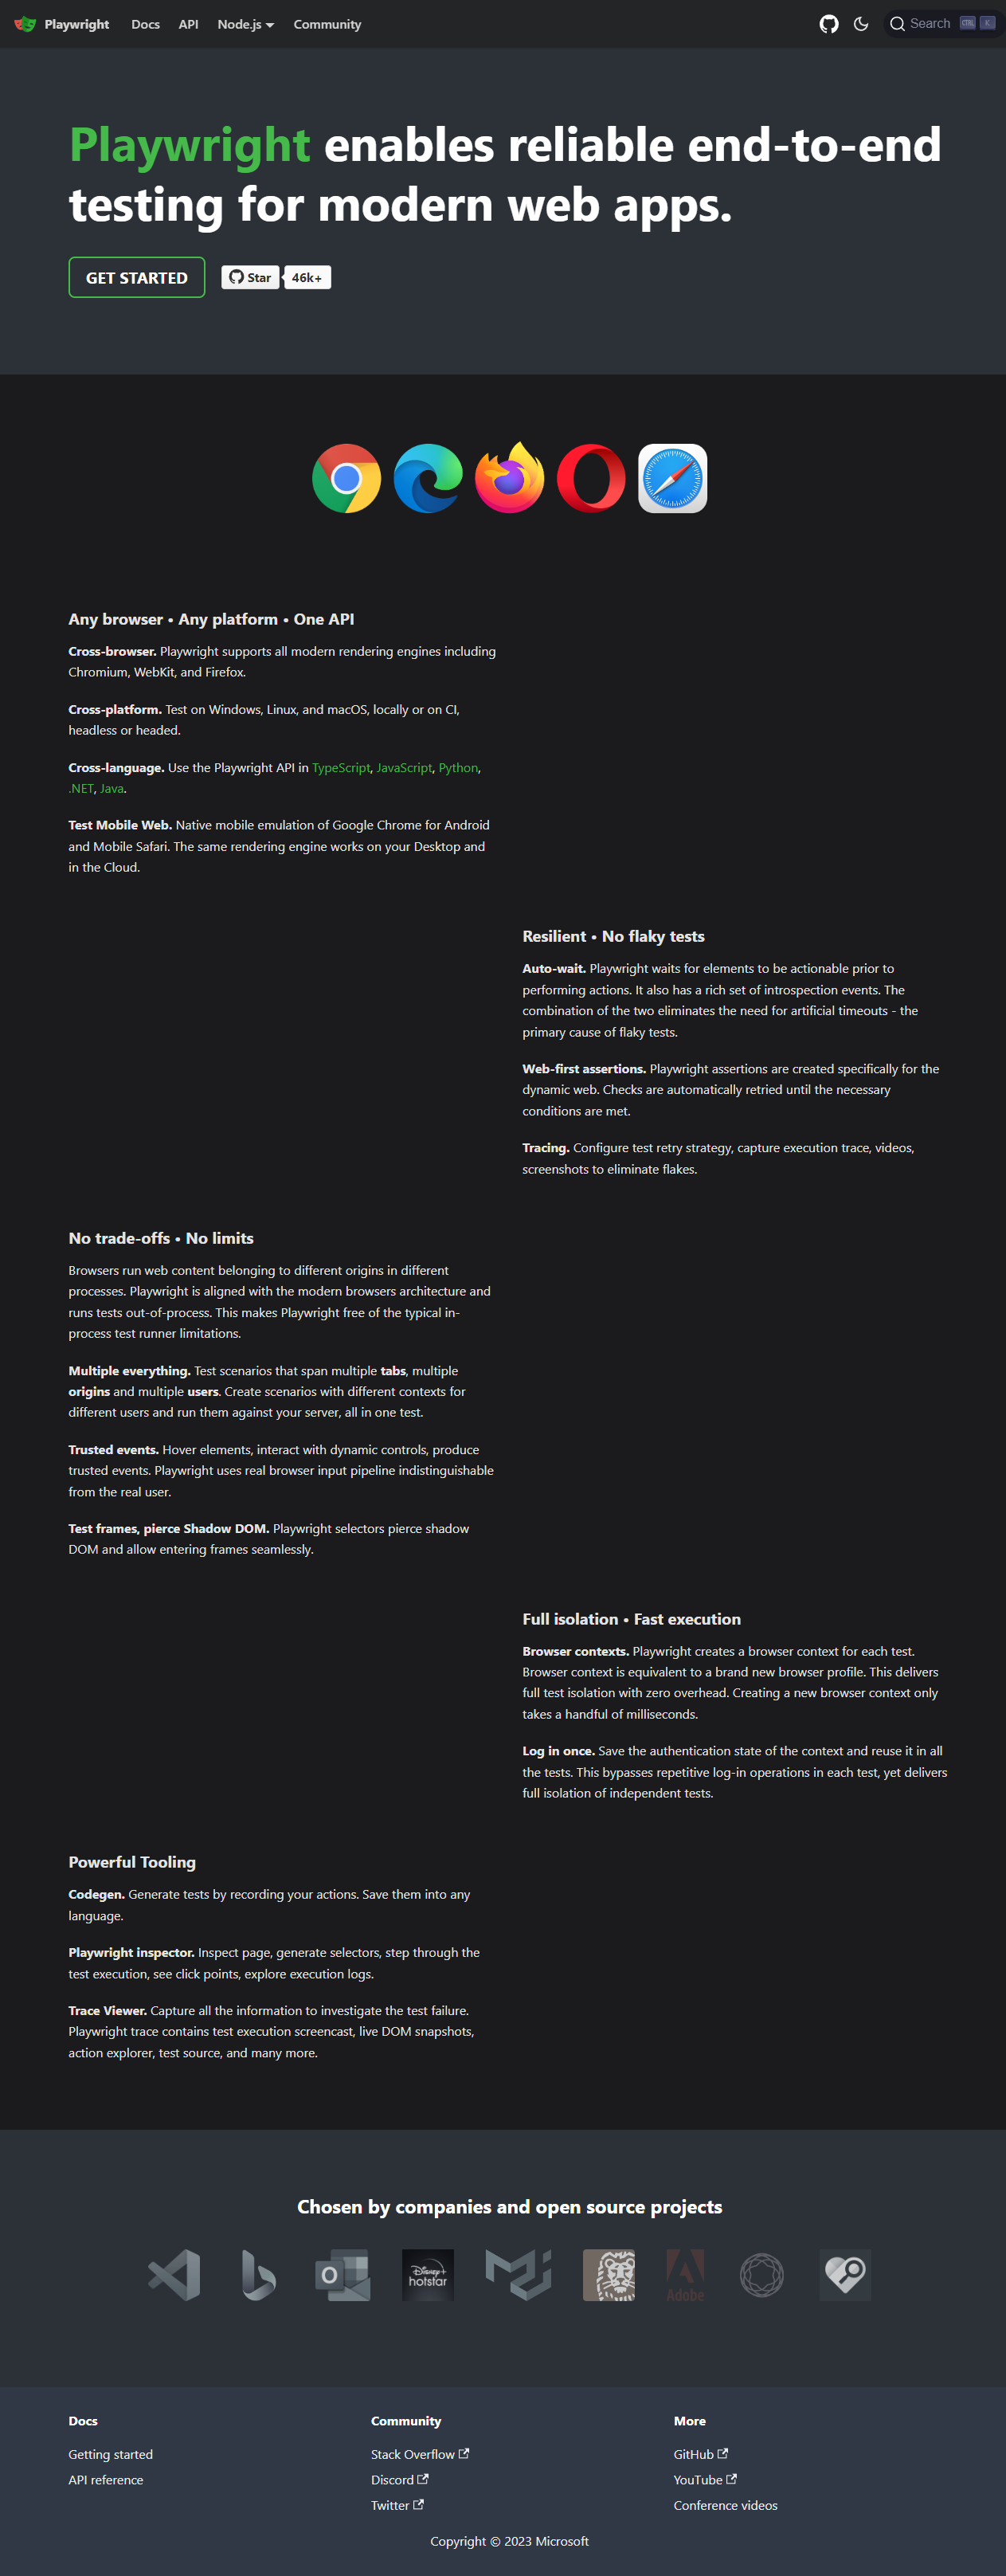 Playwright Docs API Node.js Community Search CTRL K
Playwright enables reliable end-to-end
testing for modern web apps.
GET STARTED Star 46k+
Any browser • Any platform • One API
Cross-browser. Playwright supports all modern rendering engines including
Chromium, WebKit, and Firefox.
Cross-platform. Test on Windows, Linux, and macOS, locally or on CI,
headless or headed.
Cross-language. Use the Playwright API in TypeScript, JavaScript, Python,
.NET, Java.
Test Mobile Web. Native mobile emulation of Google Chrome for Android
and Mobile Safari. The same rendering engine works on your Desktop and
in the Cloud.
Resilient • No flaky tests
Auto-wait. Playwright waits for elements to be actionable prior to
performing actions. It also has a rich set of introspection events. The
combination of the two eliminates the need for artificial timeouts - the
primary cause of flaky tests.
Web-first assertions. Playwright assertions are created specifically for the
dynamic web. Checks are automatically retried until the necessary
conditions are met.
Tracing. Configure test retry strategy, capture execution trace, videos,
screenshots to eliminate flakes.
No trade-offs • No limits
Browsers run web content belonging to different origins in different
processes. Playwright is aligned with the modern browsers architecture and
runs tests out-of-process. This makes Playwright free of the typical in-
process test runner limitations.
Multiple everything. Test scenarios that span multiple tabs, multiple
origins and multiple users. Create scenarios with different contexts for
different users and run them against your server, all in one test.
Trusted events. Hover elements, interact with dynamic controls, produce
trusted events. Playwright uses real browser input pipeline indistinguishable
from the real user.
Test frames, pierce Shadow DOM. Playwright selectors pierce shadow
DOM and allow entering frames seamlessly.
Full isolation • Fast execution
Browser contexts. Playwright creates a browser context for each test.
Browser context is equivalent to a brand new browser profile. This delivers
full test isolation with zero overhead. Creating a new browser context only
takes a handful of milliseconds.
Log in once. Save the authentication state of the context and reuse it in all
the tests. This bypasses repetitive log-in operations in each test, yet delivers
full isolation of independent tests.
Powerful Tooling
Codegen. Generate tests by recording your actions. Save them into any
language.
Playwright inspector. Inspect page, generate selectors, step through the
test execution, see click points, explore execution logs.
Trace Viewer. Capture all the information to investigate the test failure.
Playwright trace contains test execution screencast, live DOM snapshots,
action explorer, test source, and many more.
Chosen by companies and open source projects
O
Disney+
hotstar
Adobe
Docs
Getting started
API reference
Community
Stack Overflow
Discord
Twitter
More
GitHub
YouTube
Conference videos
Copyright © 2023 Microsoft